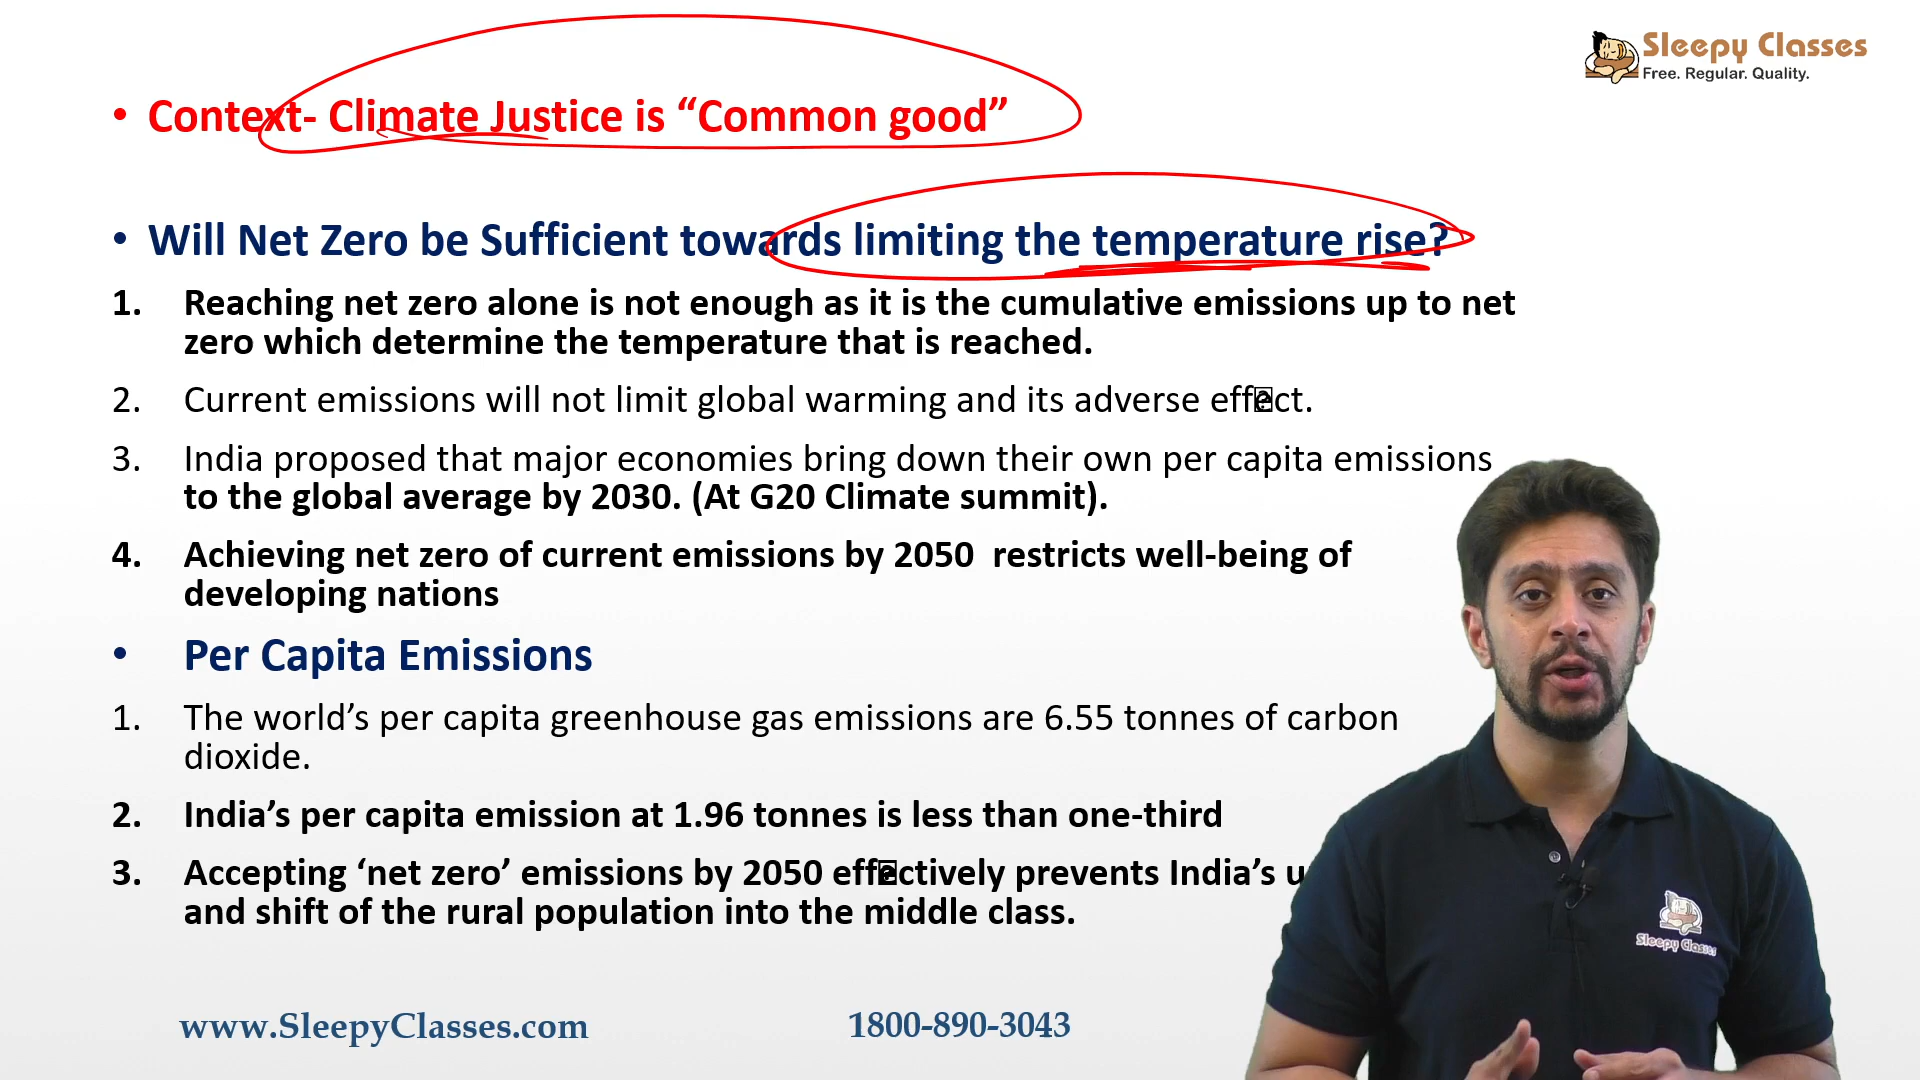 Sleepy Classes
Free. Regular. Quality.
• Context- Climate Justice is “Common good”
• Will Net Zero be Sufficient towards limiting the temperature rise?
1. Reaching net zero alone is not enough as it is the cumulative emissions up to net
zero which determine the temperature that is reached.
2. Current emissions will not limit global warming and its adverse effect.
3. India proposed that major economies bring down their own per capita emissions
to the global average by 2030. (At G20 Climate summit).
4. Achieving net zero of current emissions by 2050 restricts well-being of
developing nations
• Per Capita Emissions
1. The world’s per capita greenhouse gas emissions are 6.55 tonnes of carbon
dioxide.
2. India’s per capita emission at 1.96 tonnes is less than one-third
3. Accepting ‘net zero’ emissions by 2050 effectively prevents India’s
and shift of the rural population into the middle class.
Sleepy Classes
www.SleepyClasses.com
1800-890-3043